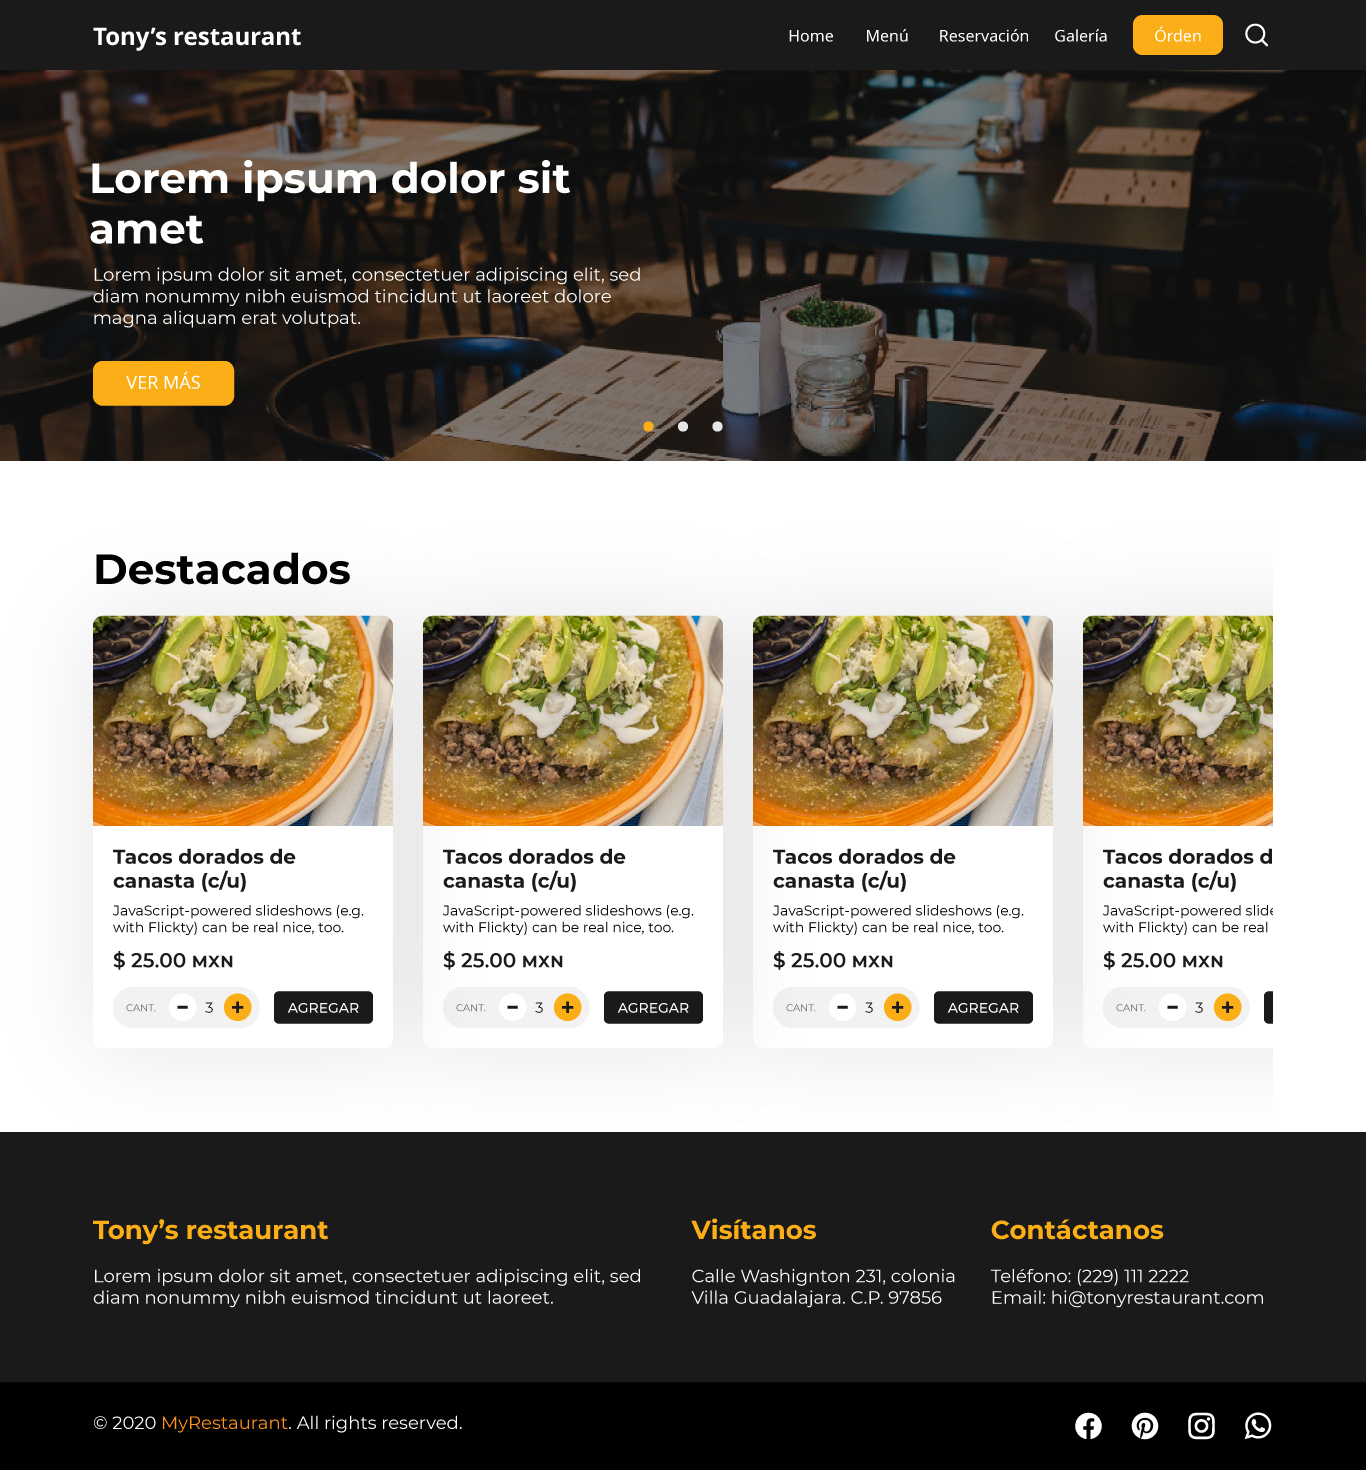 Tony’s restaurant
Home
Menú
Reservación
Galería
Órden
Lorem ipsum dolor sit
amet
Lorem ipsum dolor sit amet, consectetuer adipiscing elit, sed
diam nonummy nibh euismod tincidunt ut laoreet dolore
magna aliquam erat volutpat.
VER MÁS
Destacados
Tacos dorados de
canasta (c/u)
JavaScript-powered slideshows (e.g.
with Flickty) can be real nice, too.
$ 25.00 MXN
CANT. − 3 +
AGREGAR
Tacos dorados de
canasta (c/u)
JavaScript-powered slideshows (e.g.
with Flickty) can be real nice, too.
$ 25.00 MXN
CANT. − 3 +
AGREGAR
Tacos dorados de
canasta (c/u)
JavaScript-powered slideshows (e.g.
with Flickty) can be real nice, too.
$ 25.00 MXN
CANT. − 3 +
AGREGAR
Tacos dorados d
canasta (c/u)
JavaScript-powered slide
with Flickty) can be real
$ 25.00 MXN
CANT. − 3 +
Tony’s restaurant
Lorem ipsum dolor sit amet, consectetuer adipiscing elit, sed
diam nonummy nibh euismod tincidunt ut laoreet.
Visítanos
Calle Washignton 231, colonia
Villa Guadalajara. C.P. 97856
Contáctanos
Teléfono: (229) 111 2222
Email: hi@tonyrestaurant.com
© 2020 MyRestaurant. All rights reserved.